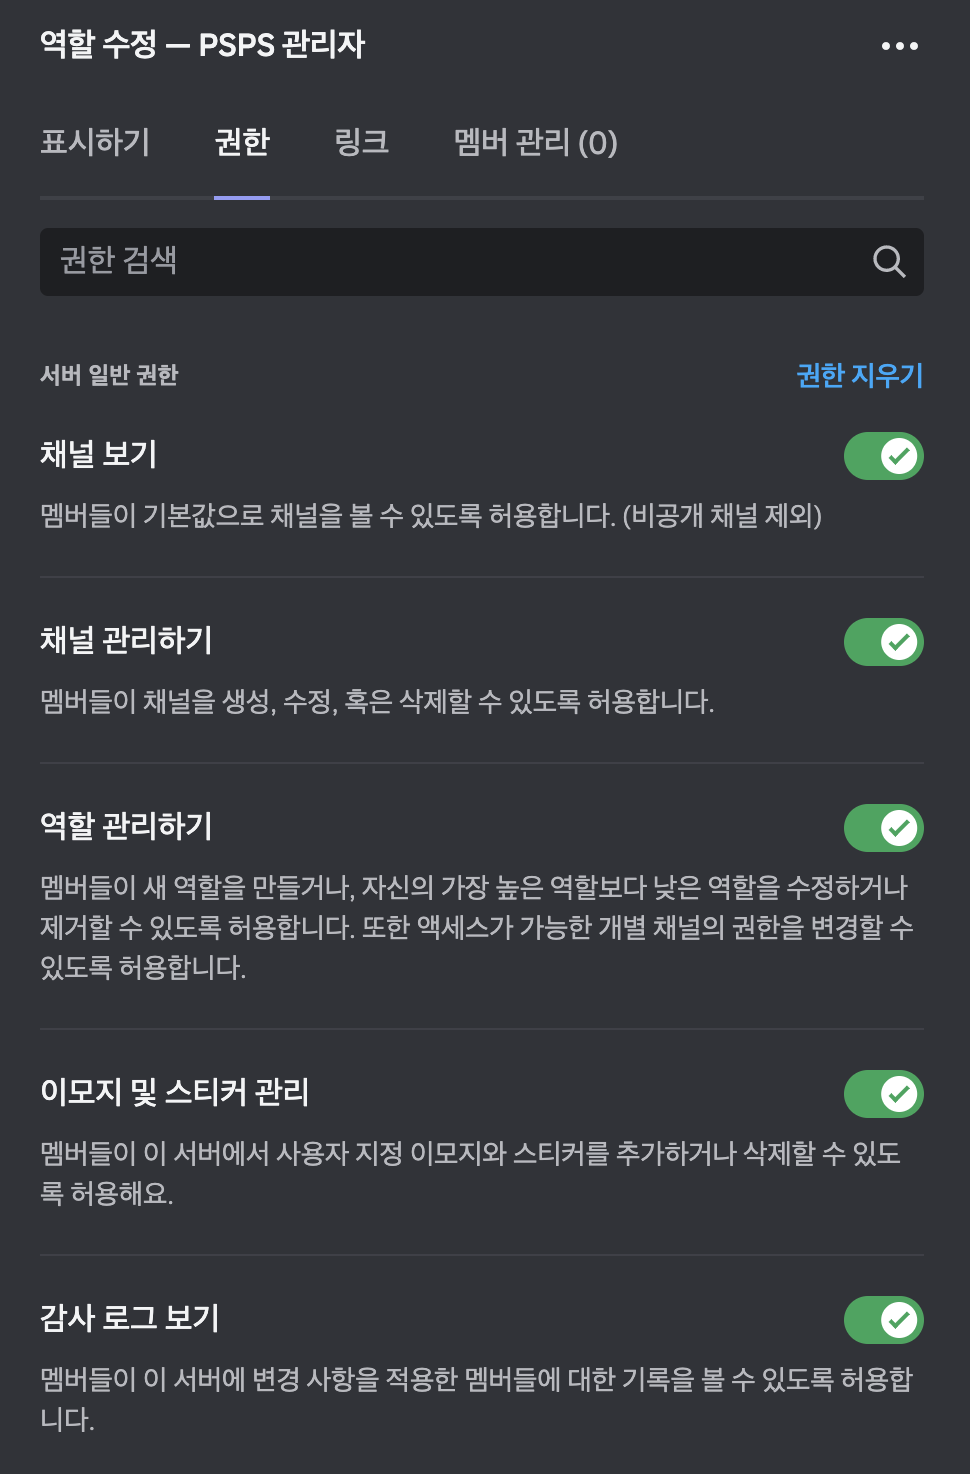 역할 수정 — PSPS 관리자
표시하기
권한
링크
멤버 관리 (0)
권한 검색
서버 일반 권한
권한 지우기
채널 보기
멤버들이 기본값으로 채널을 볼 수 있도록 허용합니다. (비공개 채널 제외)
채널 관리하기
멤버들이 채널을 생성, 수정, 혹은 삭제할 수 있도록 허용합니다.
역할 관리하기
멤버들이 새 역할을 만들거나, 자신의 가장 높은 역할보다 낮은 역할을 수정하거나
제거할 수 있도록 허용합니다. 또한 액세스가 가능한 개별 채널의 권한을 변경할 수
있도록 허용합니다.
이모지 및 스티커 관리
멤버들이 이 서버에서 사용자 지정 이모지와 스티커를 추가하거나 삭제할 수 있도
록 허용해요.
감사 로그 보기
멤버들이 이 서버에 변경 사항을 적용한 멤버들에 대한 기록을 볼 수 있도록 허용합
니다.